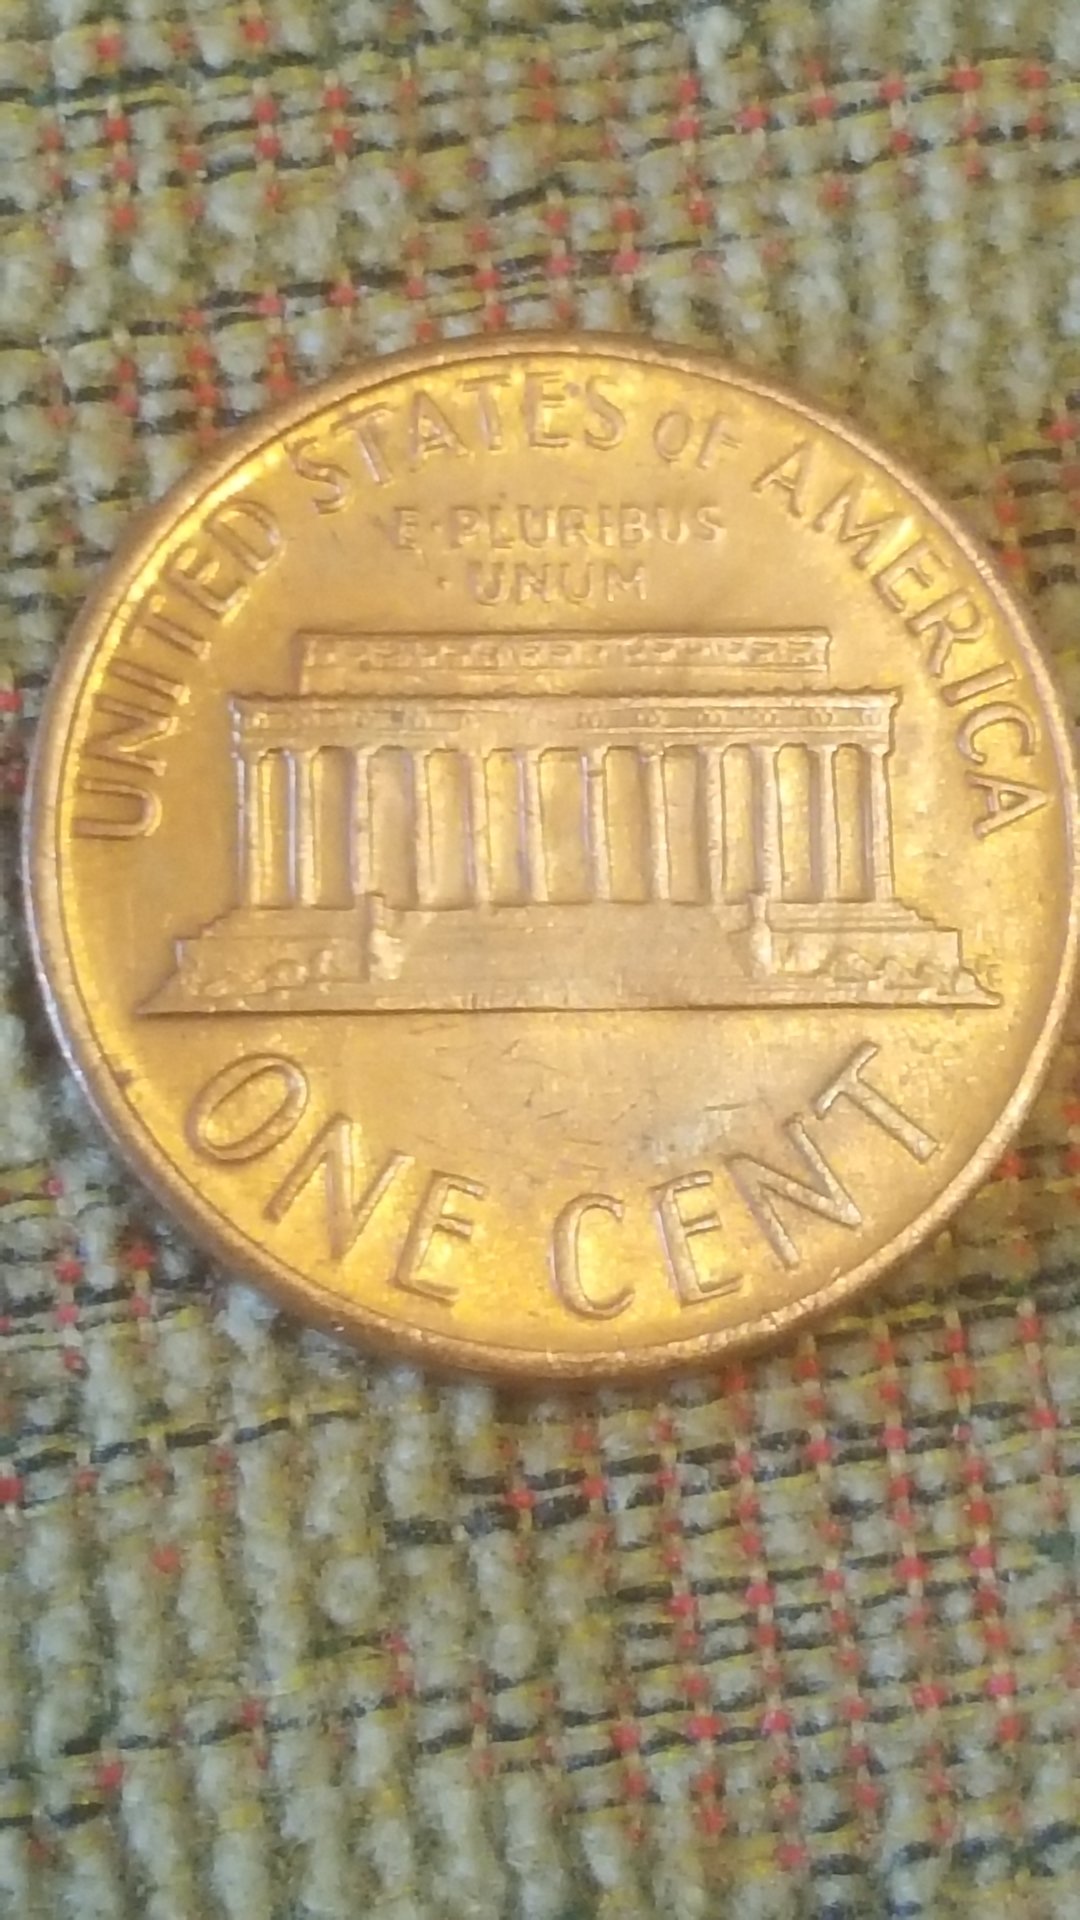 UNITED STATES OF AMERICA
E·PLURIBUS
·UNUM
ONE CENT